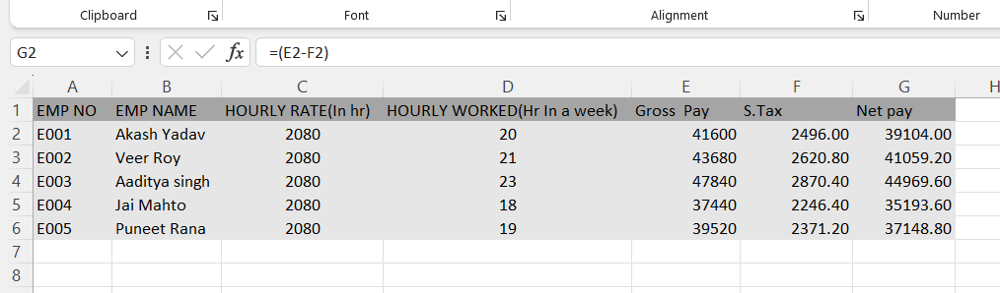 Clipboard Font Alignment Number
G2 fx =(E2-F2)
A B C D E F G H
1 EMP NO EMP NAME HOURLY RATE(In hr) HOURLY WORKED(Hr In a week) Gross Pay S.Tax Net pay
2 E001 Akash Yadav 2080 20 41600 2496.00 39104.00
3 E002 Veer Roy 2080 21 43680 2620.80 41059.20
4 E003 Aaditya singh 2080 23 47840 2870.40 44969.60
5 E004 Jai Mahto 2080 18 37440 2246.40 35193.60
6 E005 Puneet Rana 2080 19 39520 2371.20 37148.80
7
8